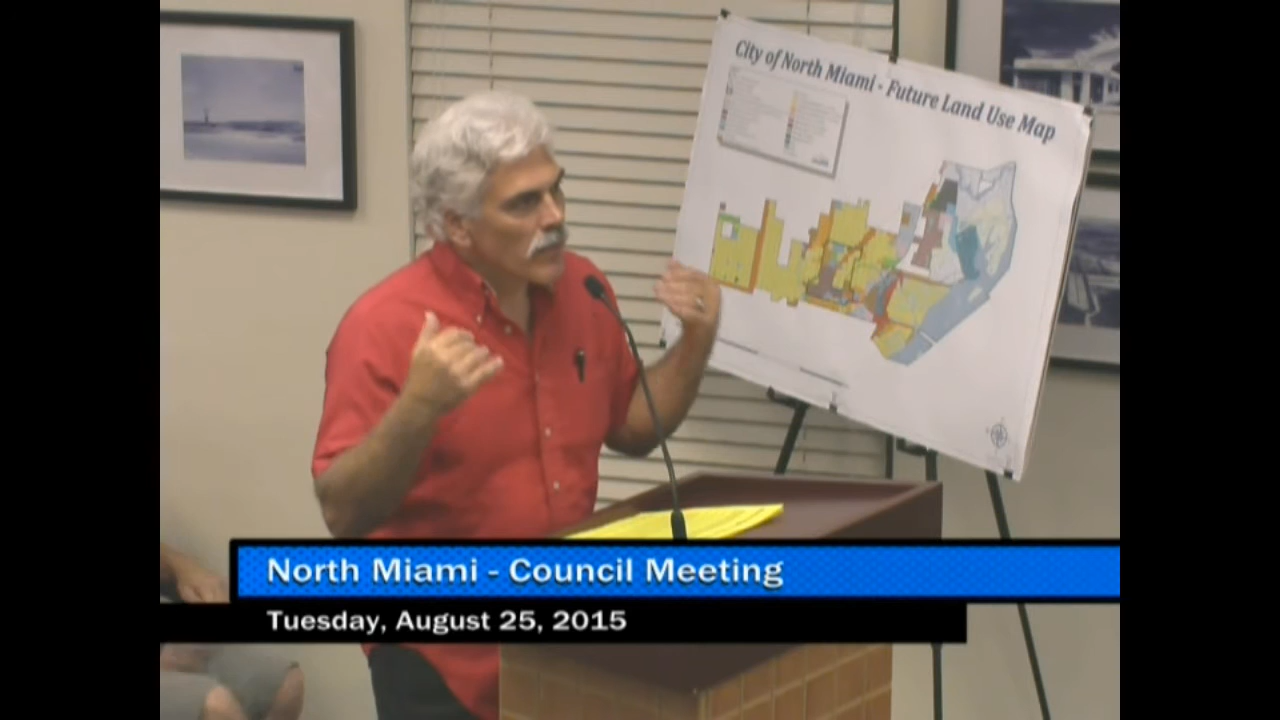 City of North Miami - Future Land Use Map
North Miami - Council Meeting
Tuesday, August 25, 2015